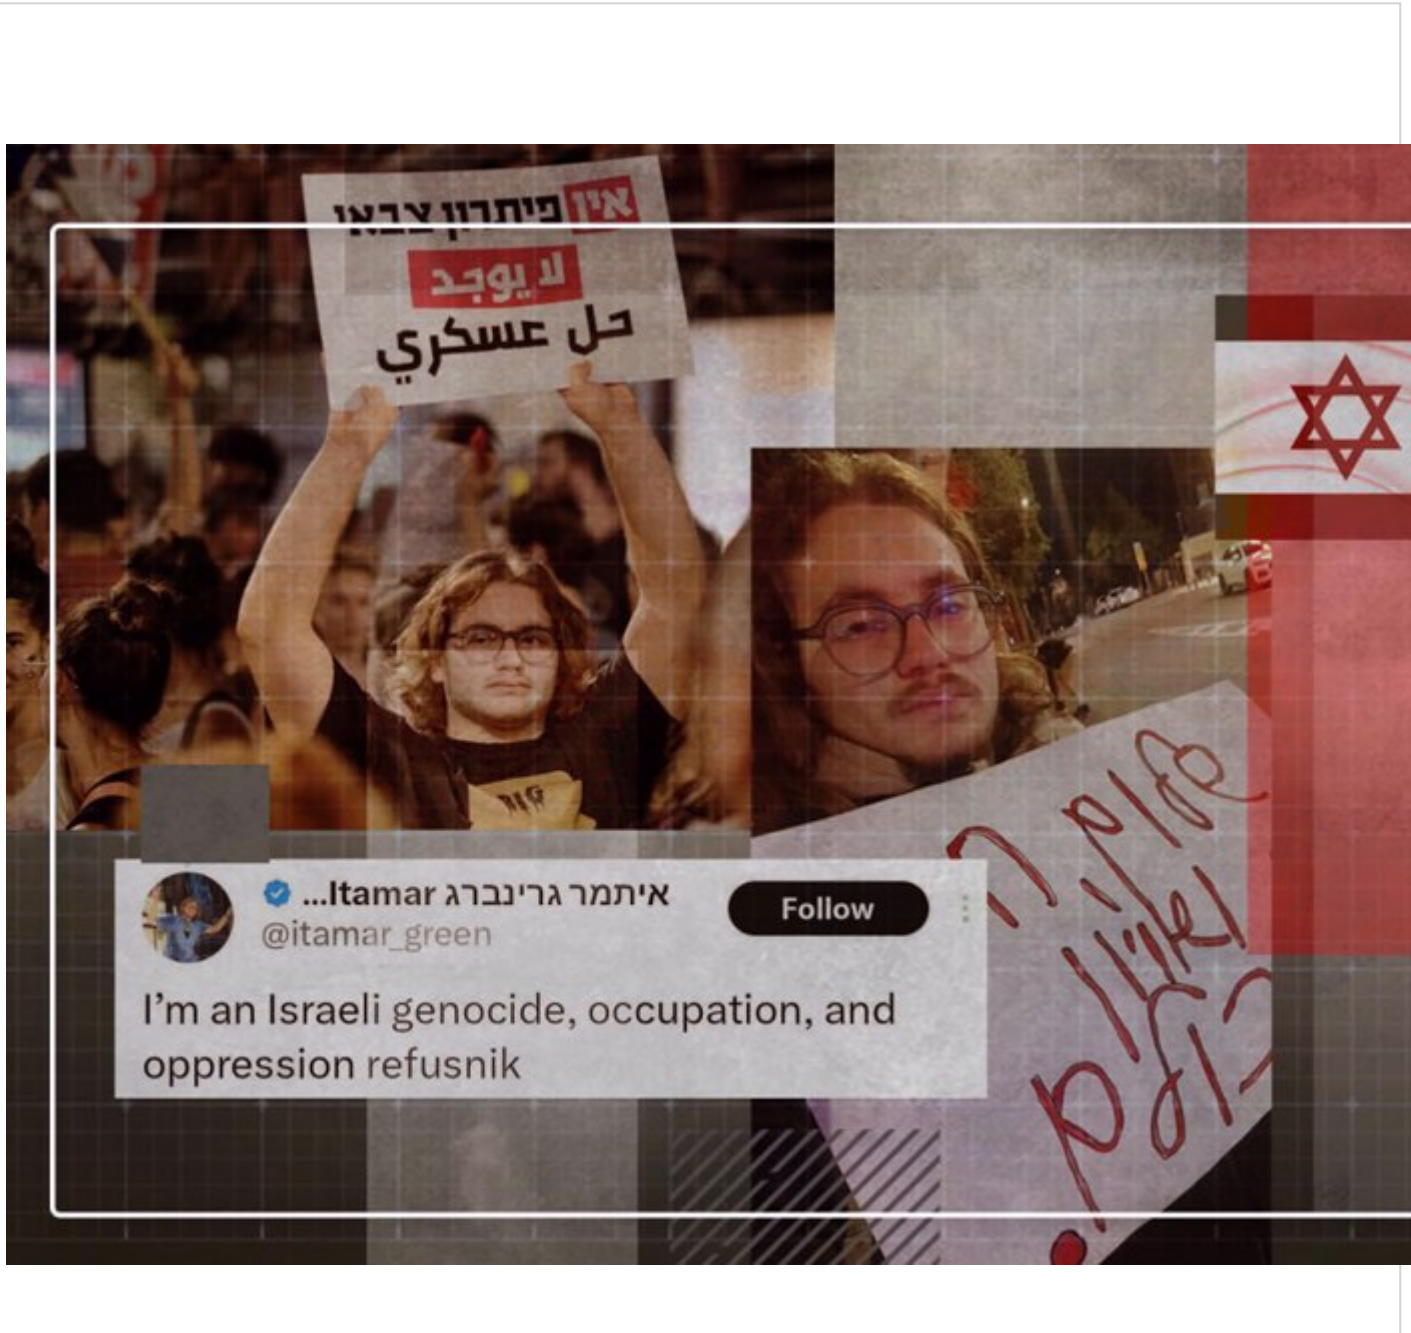 אין פיתרון צבאי
لا يوجد
حل عسكري
איתמר גרינברג Itamar...
@itamar_green
Follow
I’m an Israeli genocide, occupation, and
oppression refusnik